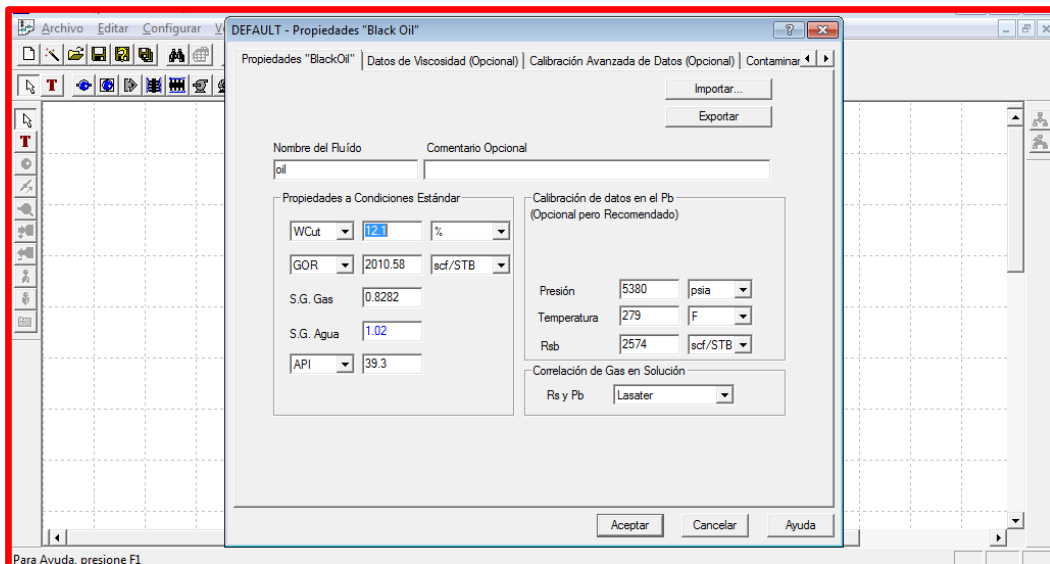 Archivo Editar Configurar V
DEFAULT - Propiedades "Black Oil"
Propiedades "BlackOil" Datos de Viscosidad (Opcional) Calibración Avanzada de Datos (Opcional) Contaminan
Importar...
Exportar
Nombre del Fluído Comentario Opcional
oil
Propiedades a Condiciones Estándar
WCut 12.1 %
GOR 2010.58 scf/STB
S.G. Gas 0.8282
S.G. Agua 1.02
API 39.3
Calibración de datos en el Pb
(Opcional pero Recomendado)
Presión 5380 psia
Temperatura 279 F
Rsb 2574 scf/STB
Correlación de Gas en Solución
Rs y Pb Lasater
Aceptar Cancelar Ayuda
Para Ayuda, presione F1